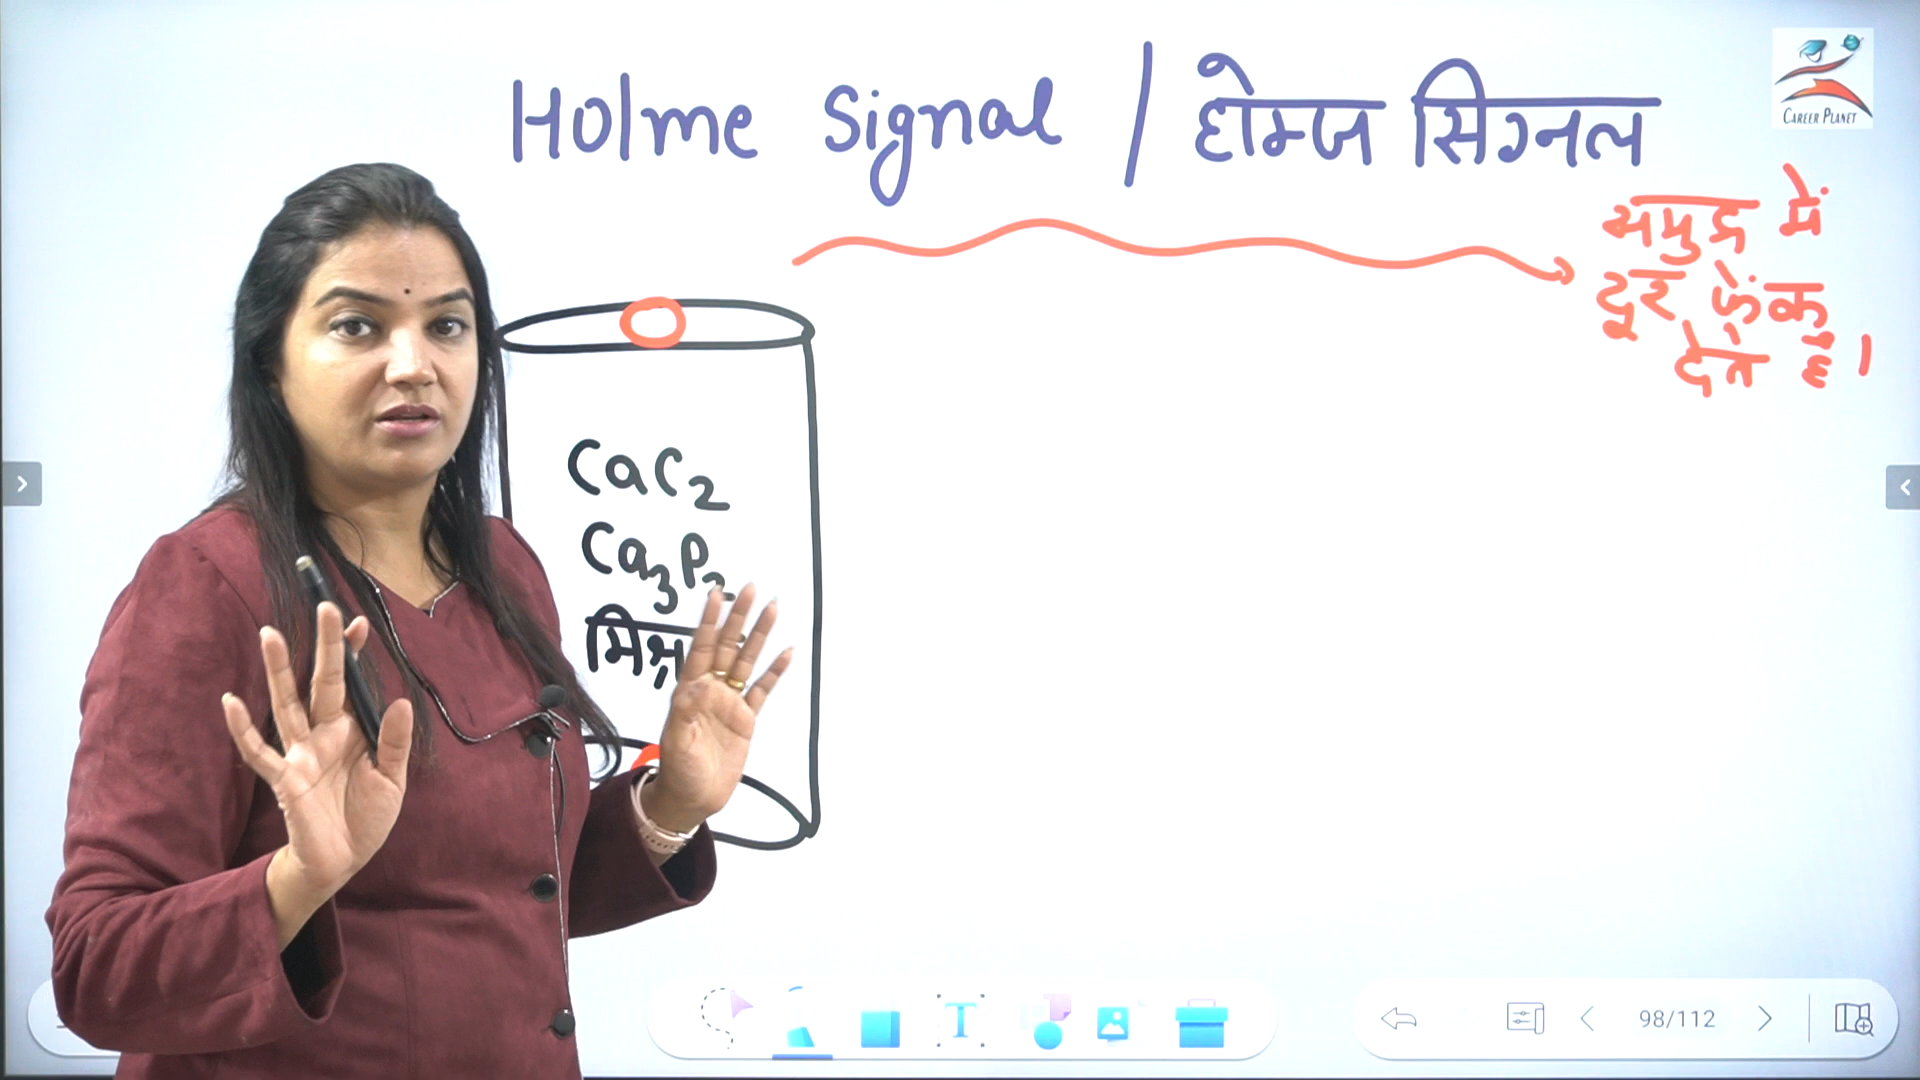 Holme Signal / होम्ज सिग्नल
CAREER PLANET
समुद्र में
दूर फेंक
देते हैं।
CaC2
Ca3P2
98/112